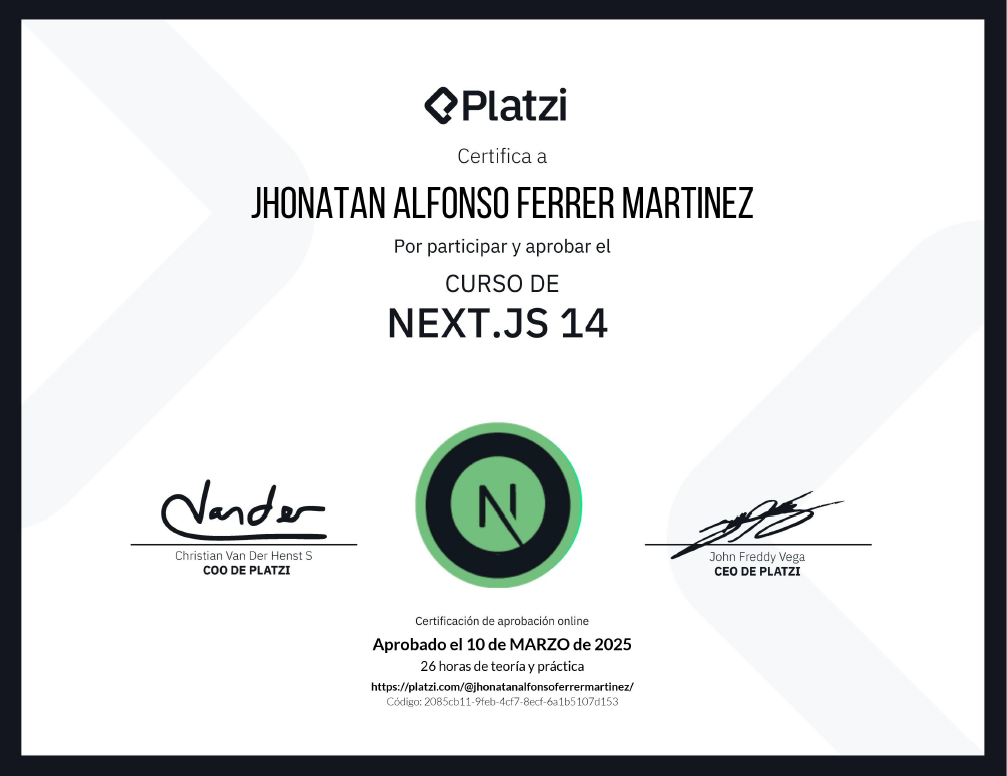 Platzi
Certifica a
JHONATAN ALFONSO FERRER MARTINEZ
Por participar y aprobar el
CURSO DE
NEXT.JS 14
N
Vander
Christian Van Der Henst S
COO DE PLATZI
John Freddy Vega
CEO DE PLATZI
Certificación de aprobación online
Aprobado el 10 de MARZO de 2025
26 horas de teoría y práctica
https://platzi.com/@jhonatanalfonsoferrermartinez/
Código: 2085cb11-9feb-4cf7-8ecf-6a1b5107d153